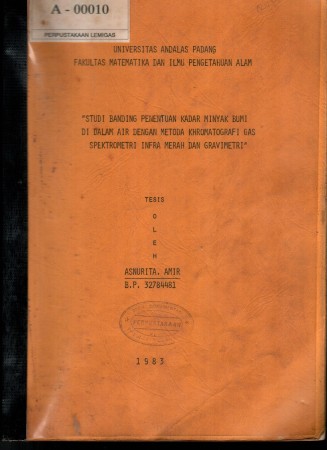 A - 00010
PERPUSTAKAAN LEMIGAS
UNIVERSITAS ANDALAS PADANG
FAKULTAS MATEMATIKA DAN ILMU PENGETAHUAN ALAM
"STUDI BANDING PENENTUAN KADAR MINYAK BUMI
DI DALAM AIR DENGAN METODA KHROMATOGRAFI GAS
SPEKTROMETRI INFRA MERAH DAN GRAVIMETRI"
TESIS
O
L
E
H
ASNURITA. AMIR
B.P. 32784481
PERPUSTAKAAN
1983